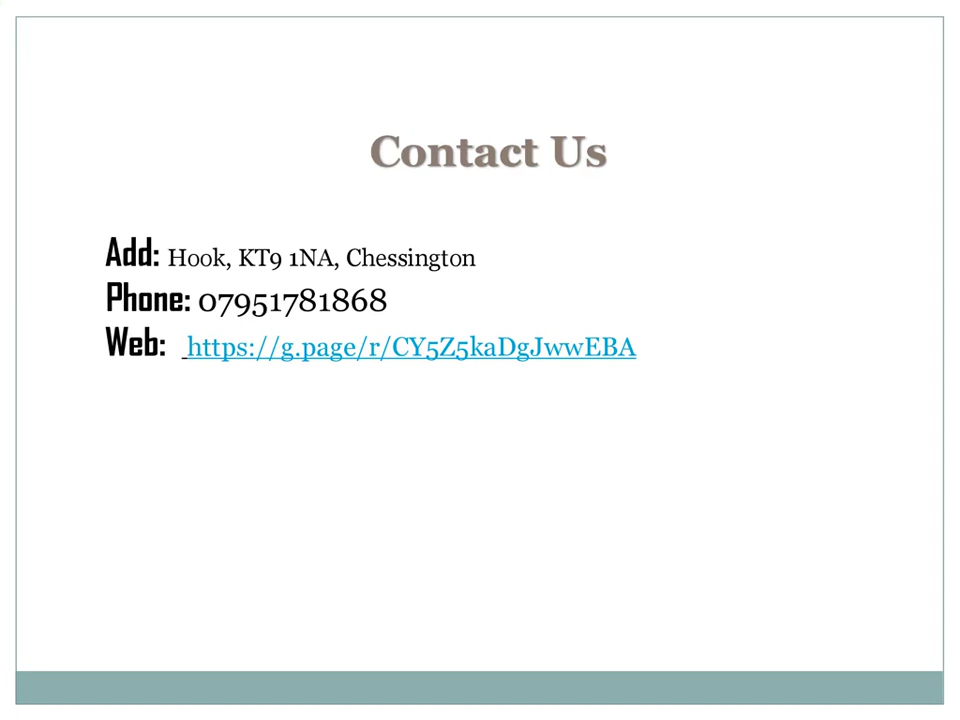 Contact Us
Add: Hook, KT9 1NA, Chessington
Phone: 07951781868
Web: https://g.page/r/CY5Z5kaDgJwwEBA